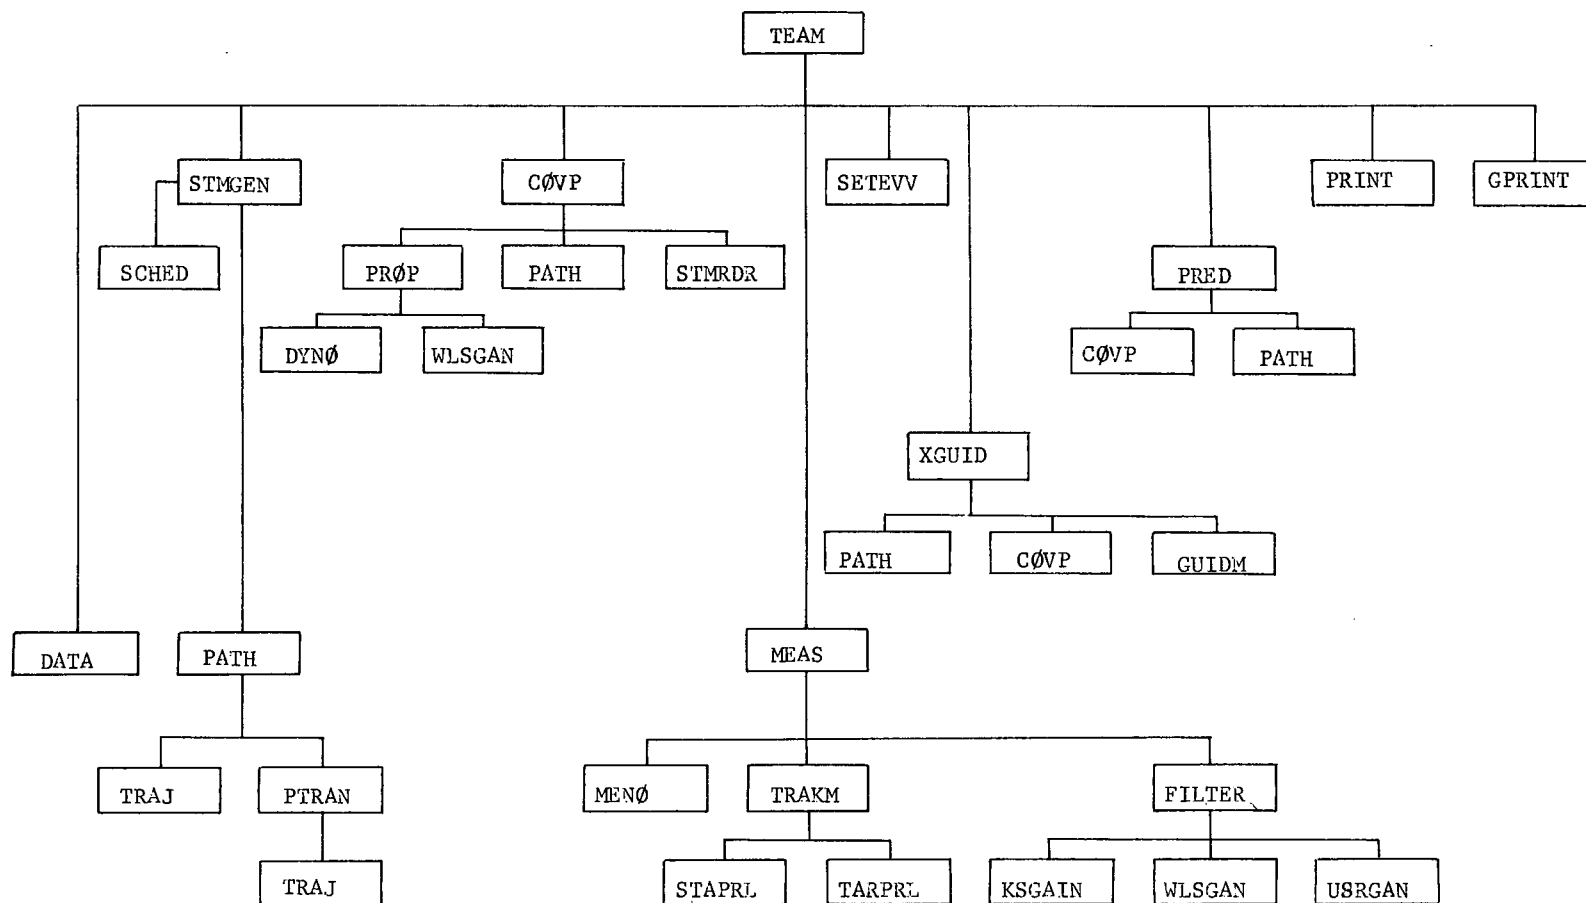 TEAM
STMGEN
CØVP
SETEVV
PRINT
GPRINT
SCHED
PRØP
PATH
STMRDR
PRED
DYNØ
WLSGAN
CØVP
PATH
XGUID
PATH
CØVP
GUIDM
DATA
PATH
MEAS
TRAJ
PTRAN
MENØ
TRAKM
FILTER
TRAJ
STAPRL
TARPRL
KSGAIN
WLSGAN
USRGAN